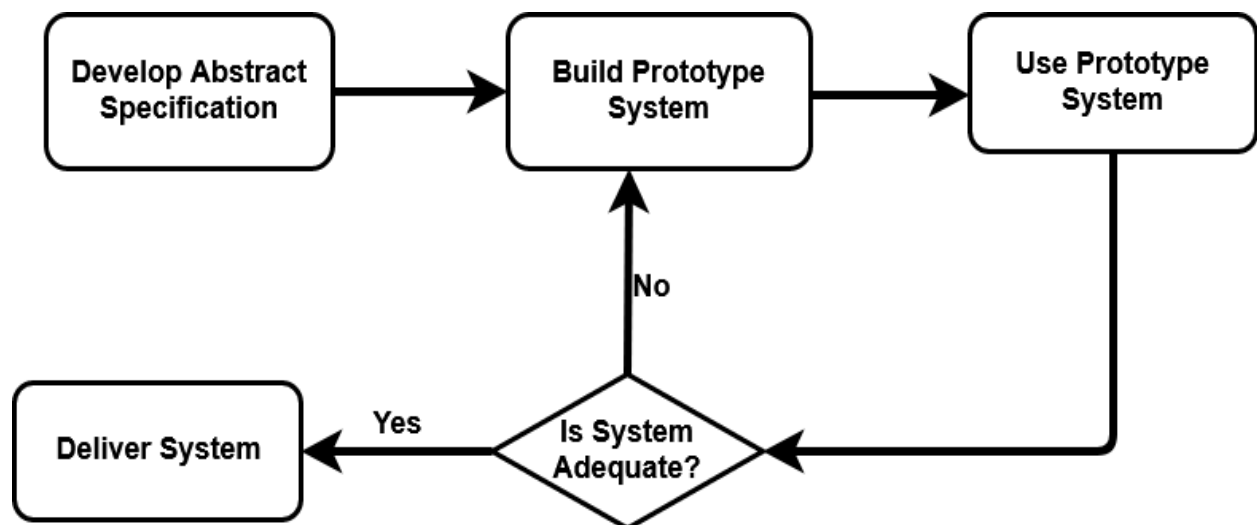 Develop Abstract
Specification
Build Prototype
System
Use Prototype
System
No
Yes
Deliver System
Is System
Adequate?